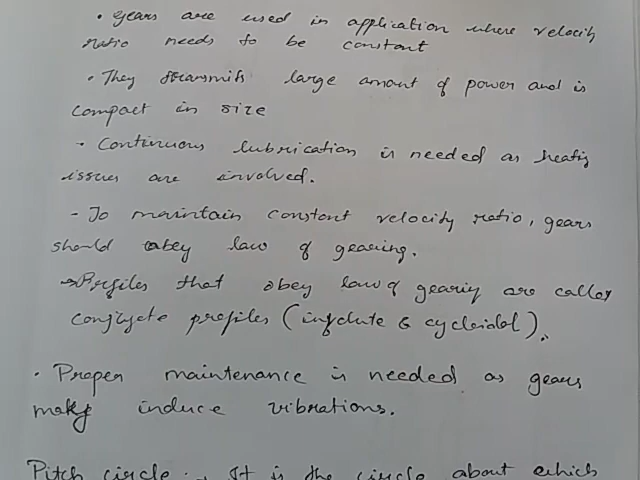 • gears are used in application where velocity
ratio needs to be constant
• They transmits large amount of power and is
compact in size
- Continuous lubrication is needed as heating
issues are involved.
- To maintain constant velocity ratio, gears
should obey law of gearing.
→ Profiles that obey law of gearing are called
conjugate profiles (involute & cycloidal).
• Proper maintenance is needed as gears
may induce vibrations.
Pitch circle : It is the circle about which